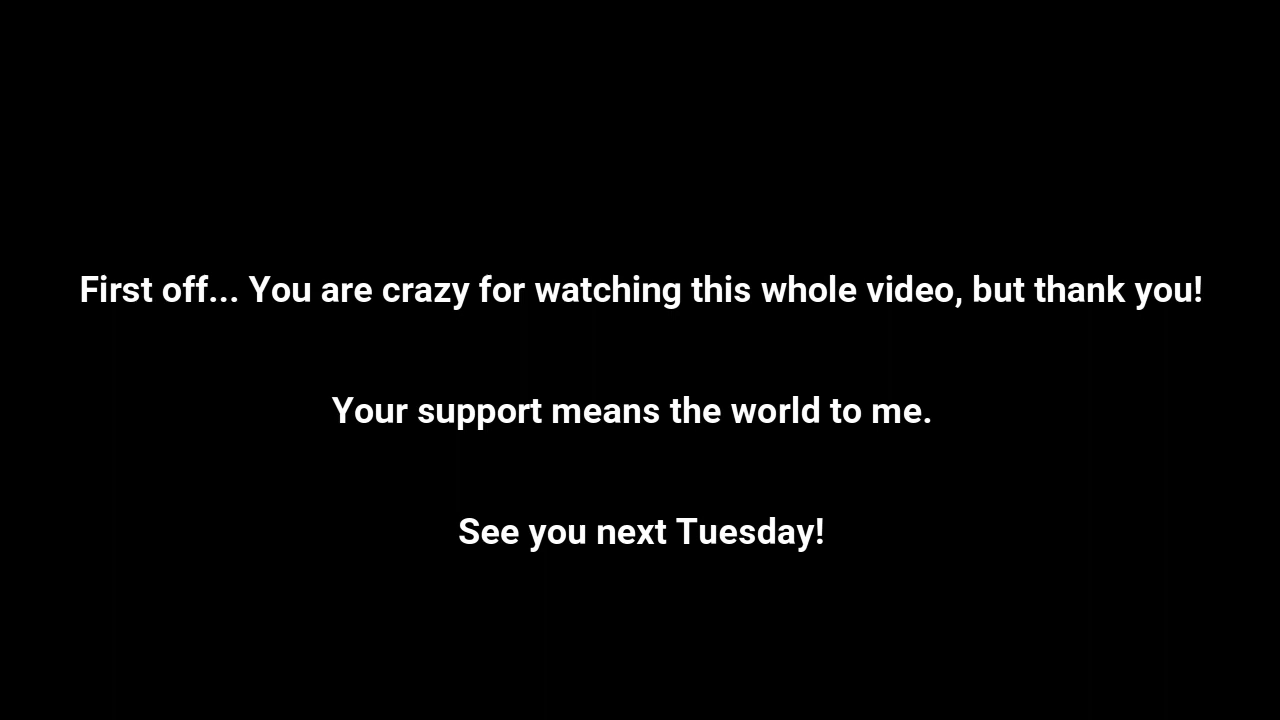 First off... You are crazy for watching this whole video, but thank you!
Your support means the world to me.
See you next Tuesday!